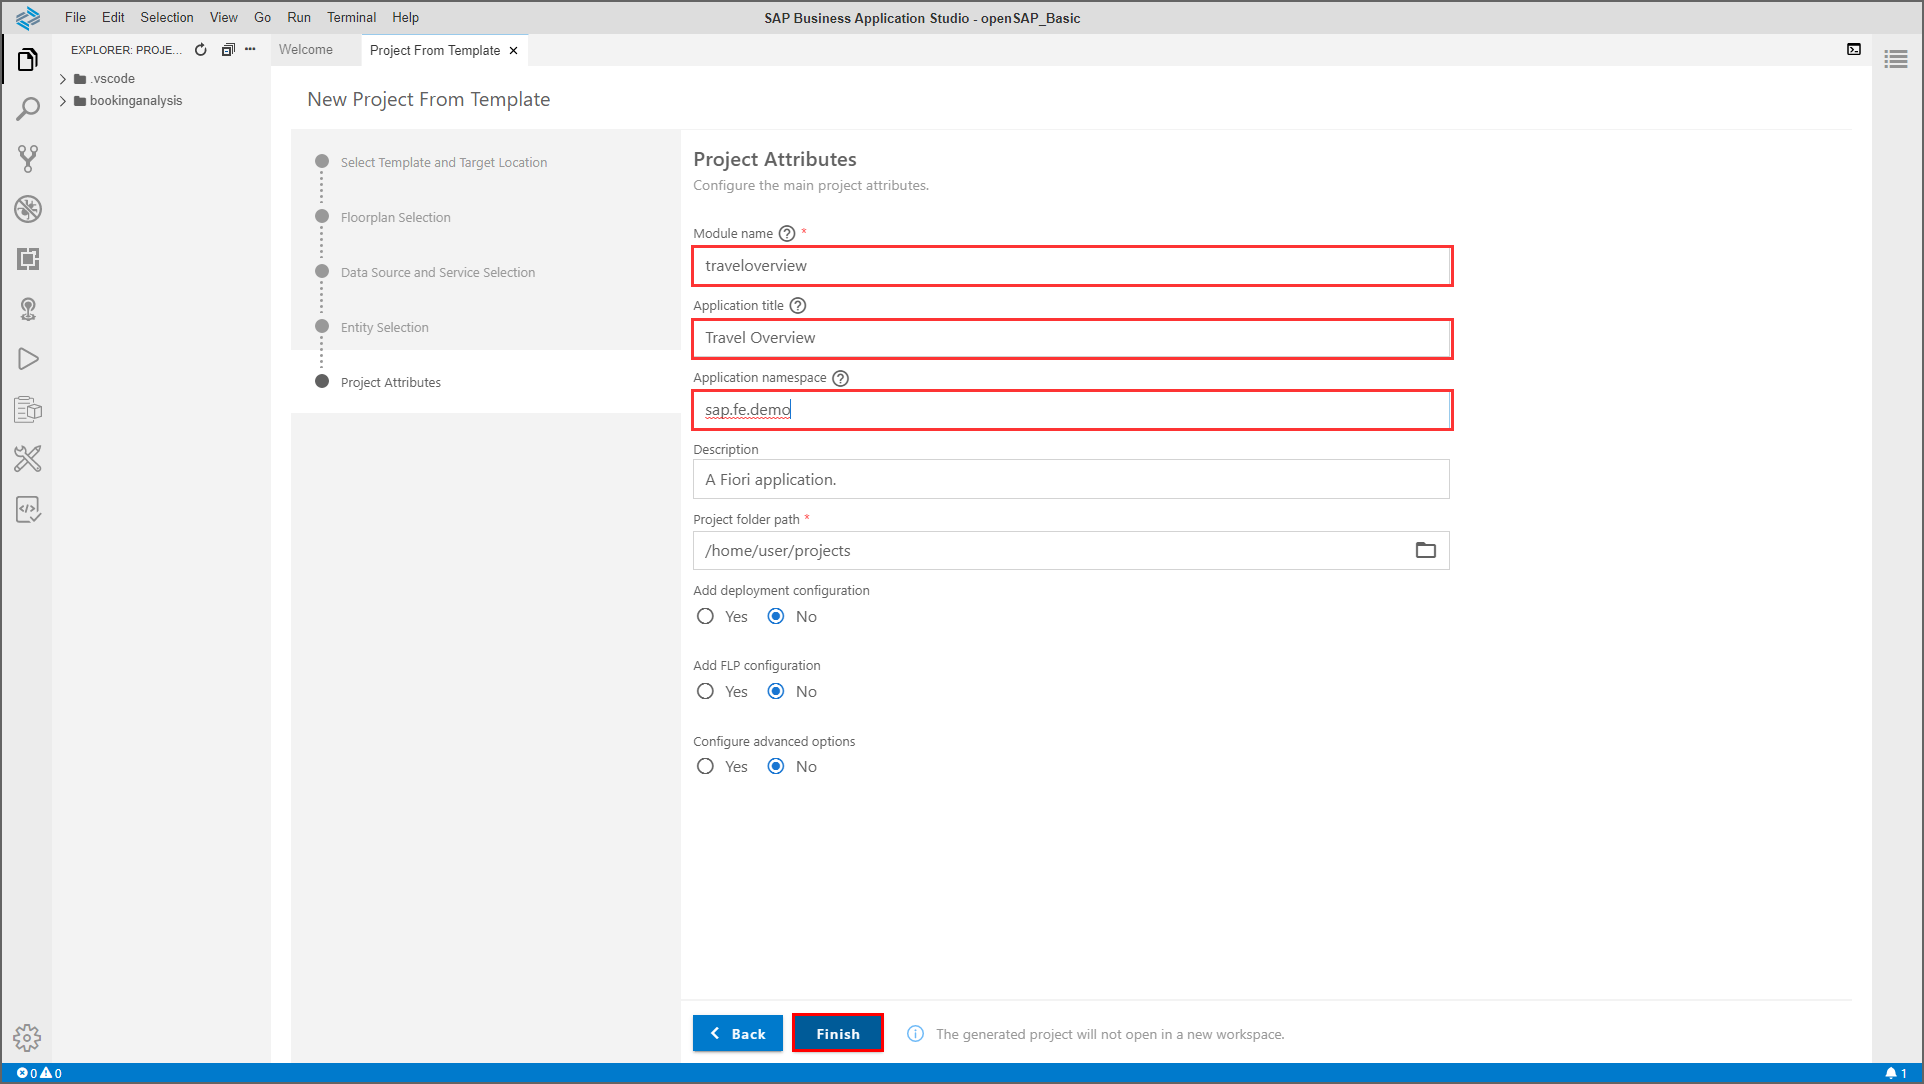 File Edit Selection View Go Run Terminal Help
SAP Business Application Studio - openSAP_Basic
EXPLORER: PROJE...
Welcome
Project From Template
.vscode
bookinganalysis
New Project From Template
Select Template and Target Location
Floorplan Selection
Data Source and Service Selection
Entity Selection
Project Attributes
Project Attributes
Configure the main project attributes.
Module name *
traveloverview
Application title
Travel Overview
Application namespace
sap.fe.demo
Description
A Fiori application.
Project folder path *
/home/user/projects
Add deployment configuration
Yes No
Add FLP configuration
Yes No
Configure advanced options
Yes No
Back
Finish
The generated project will not open in a new workspace.
0 0
1